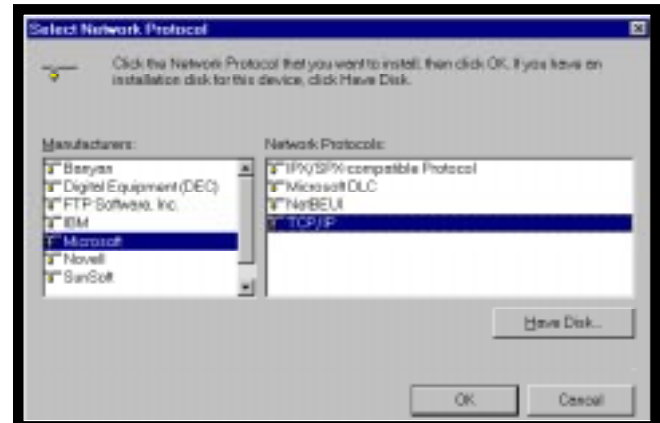 Select Network Protocol
Click the Network Protocol that you want to install, then click OK. If you have an
installation disk for this device, click Have Disk.
Manufacturers:
Banyan
Digital Equipment (DEC)
FTP Software, Inc.
IBM
Microsoft
Novell
SunSoft
Network Protocols:
IPX/SPX-compatible Protocol
Microsoft DLC
NetBEUI
TCP/IP
Have Disk...
OK
Cancel